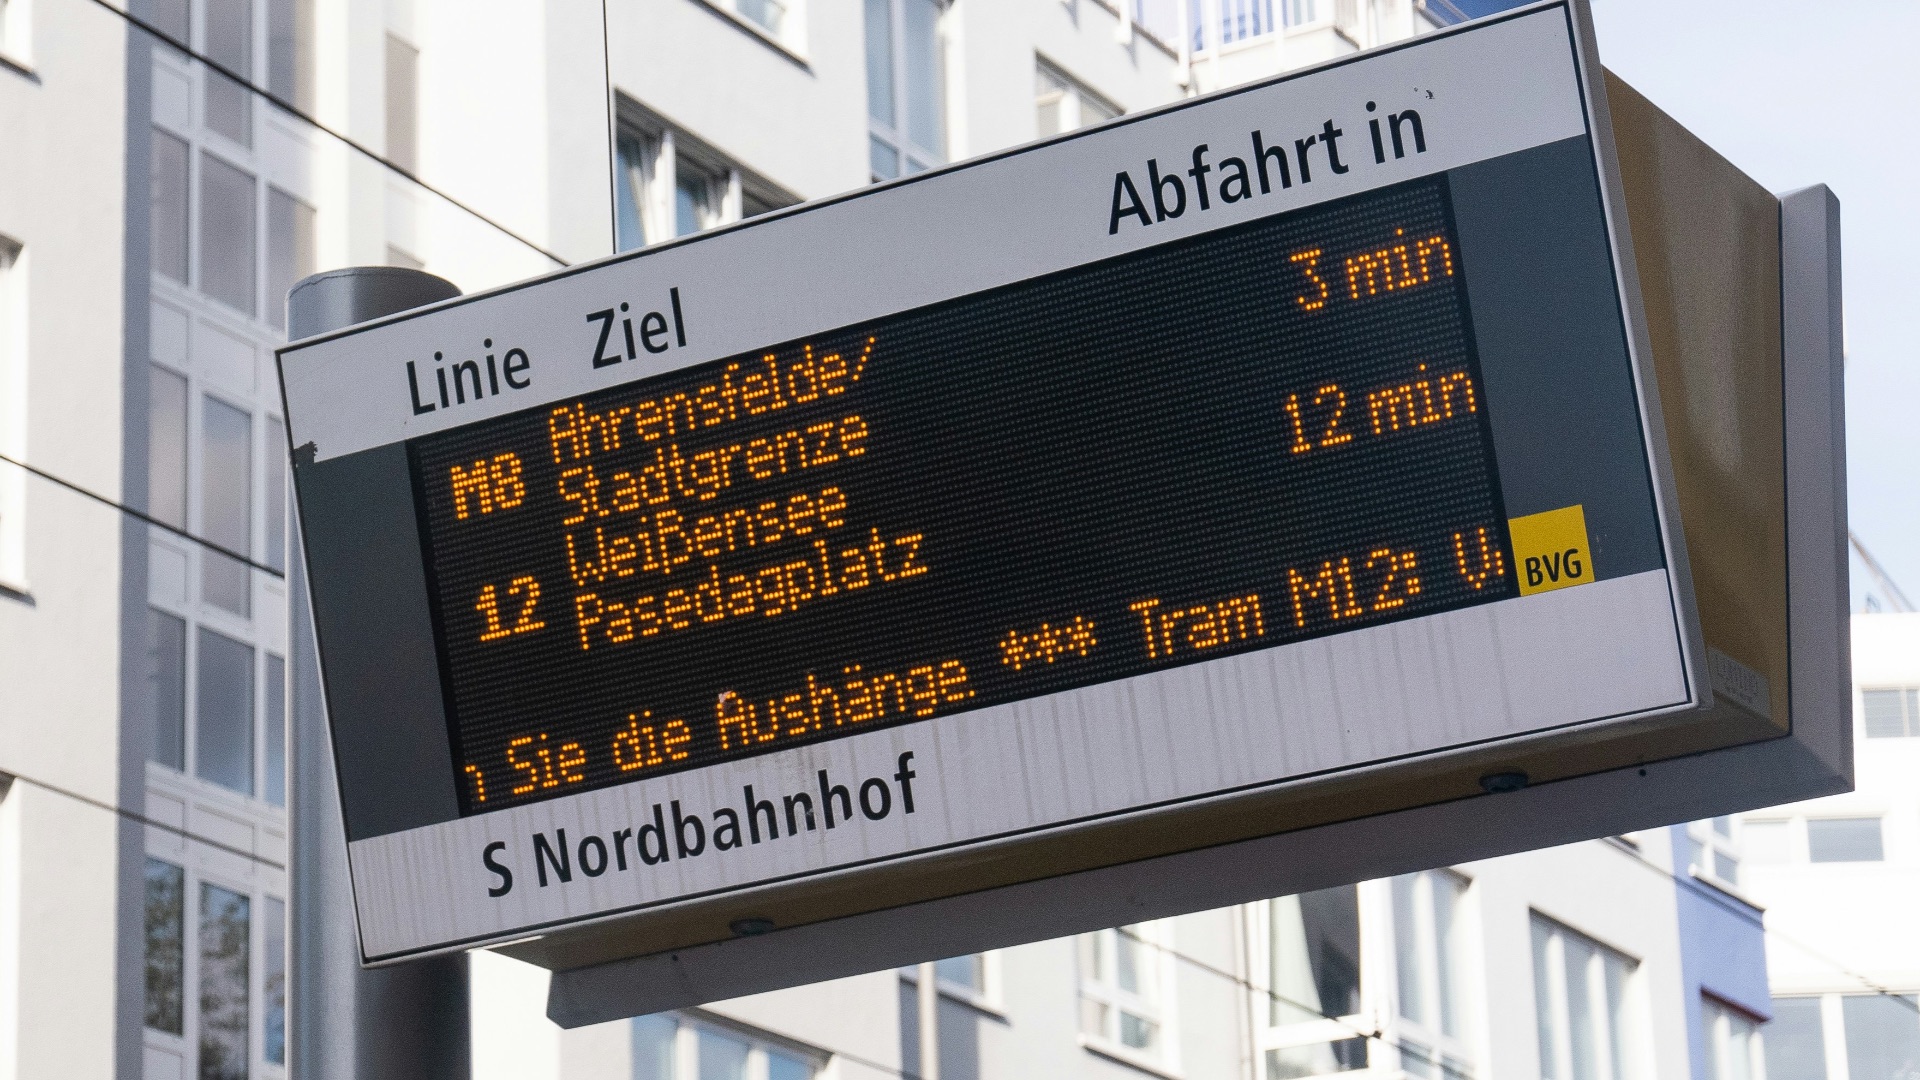 Linie Ziel Abfahrt in
M8 Ahrensfelde/ 3 min
Stadtgrenze
12 Weißensee 12 min
Pasedagplatz
Sie die Aushänge. *** Tram M12:
BVG
S Nordbahnhof